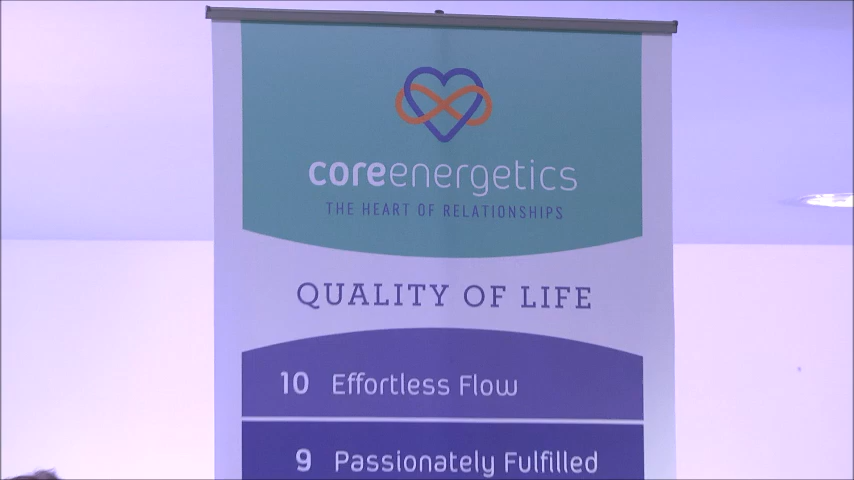 coreenergetics
THE HEART OF RELATIONSHIPS
QUALITY OF LIFE
10 Effortless Flow
9 Passionately Fulfilled